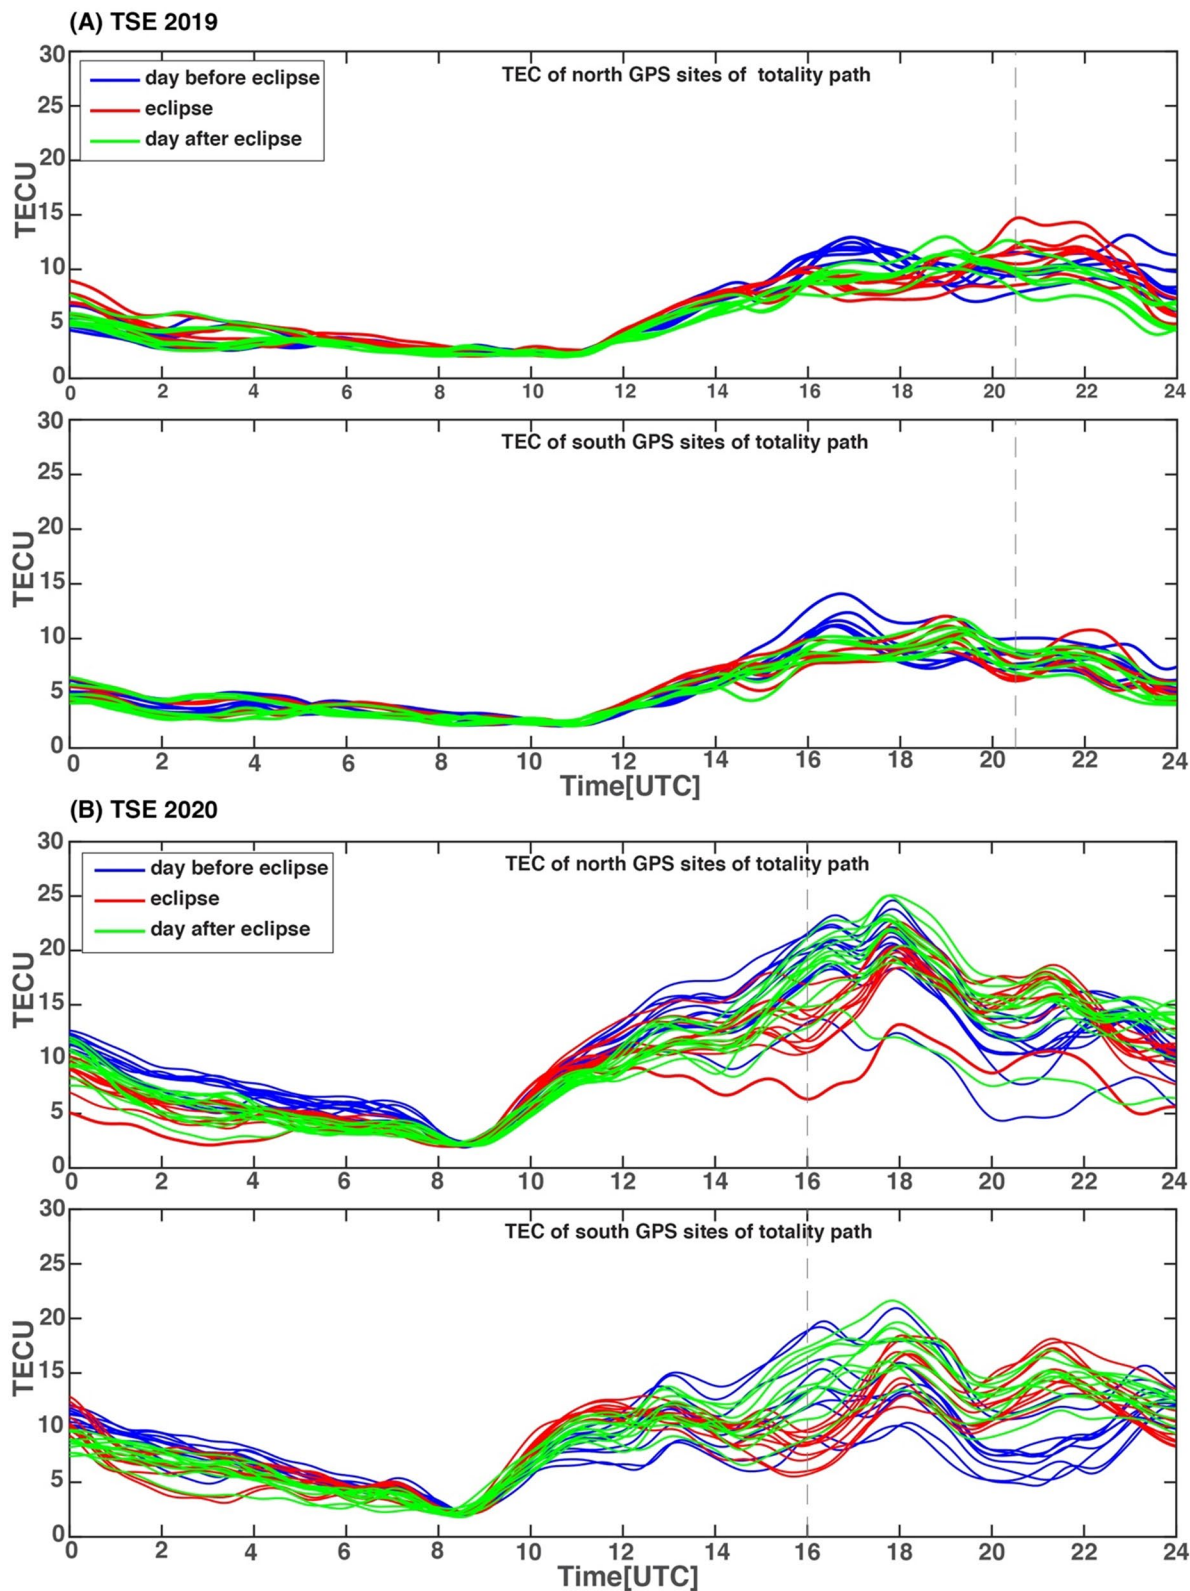 (A) TSE 2019
TEC of north GPS sites of totality path
day before eclipse
eclipse
day after eclipse
TECU
30
25
20
15
10
5
0
0 2 4 6 8 10 12 14 16 18 20 22 24
TEC of south GPS sites of totality path
TECU
30
25
20
15
10
5
0
0 2 4 6 8 10 12 14 16 18 20 22 24
Time[UTC]
(B) TSE 2020
TEC of north GPS sites of totality path
day before eclipse
eclipse
day after eclipse
TECU
30
25
20
15
10
5
0
0 2 4 6 8 10 12 14 16 18 20 22 24
TEC of south GPS sites of totality path
TECU
30
25
20
15
10
5
0
0 2 4 6 8 10 12 14 16 18 20 22 24
Time[UTC]